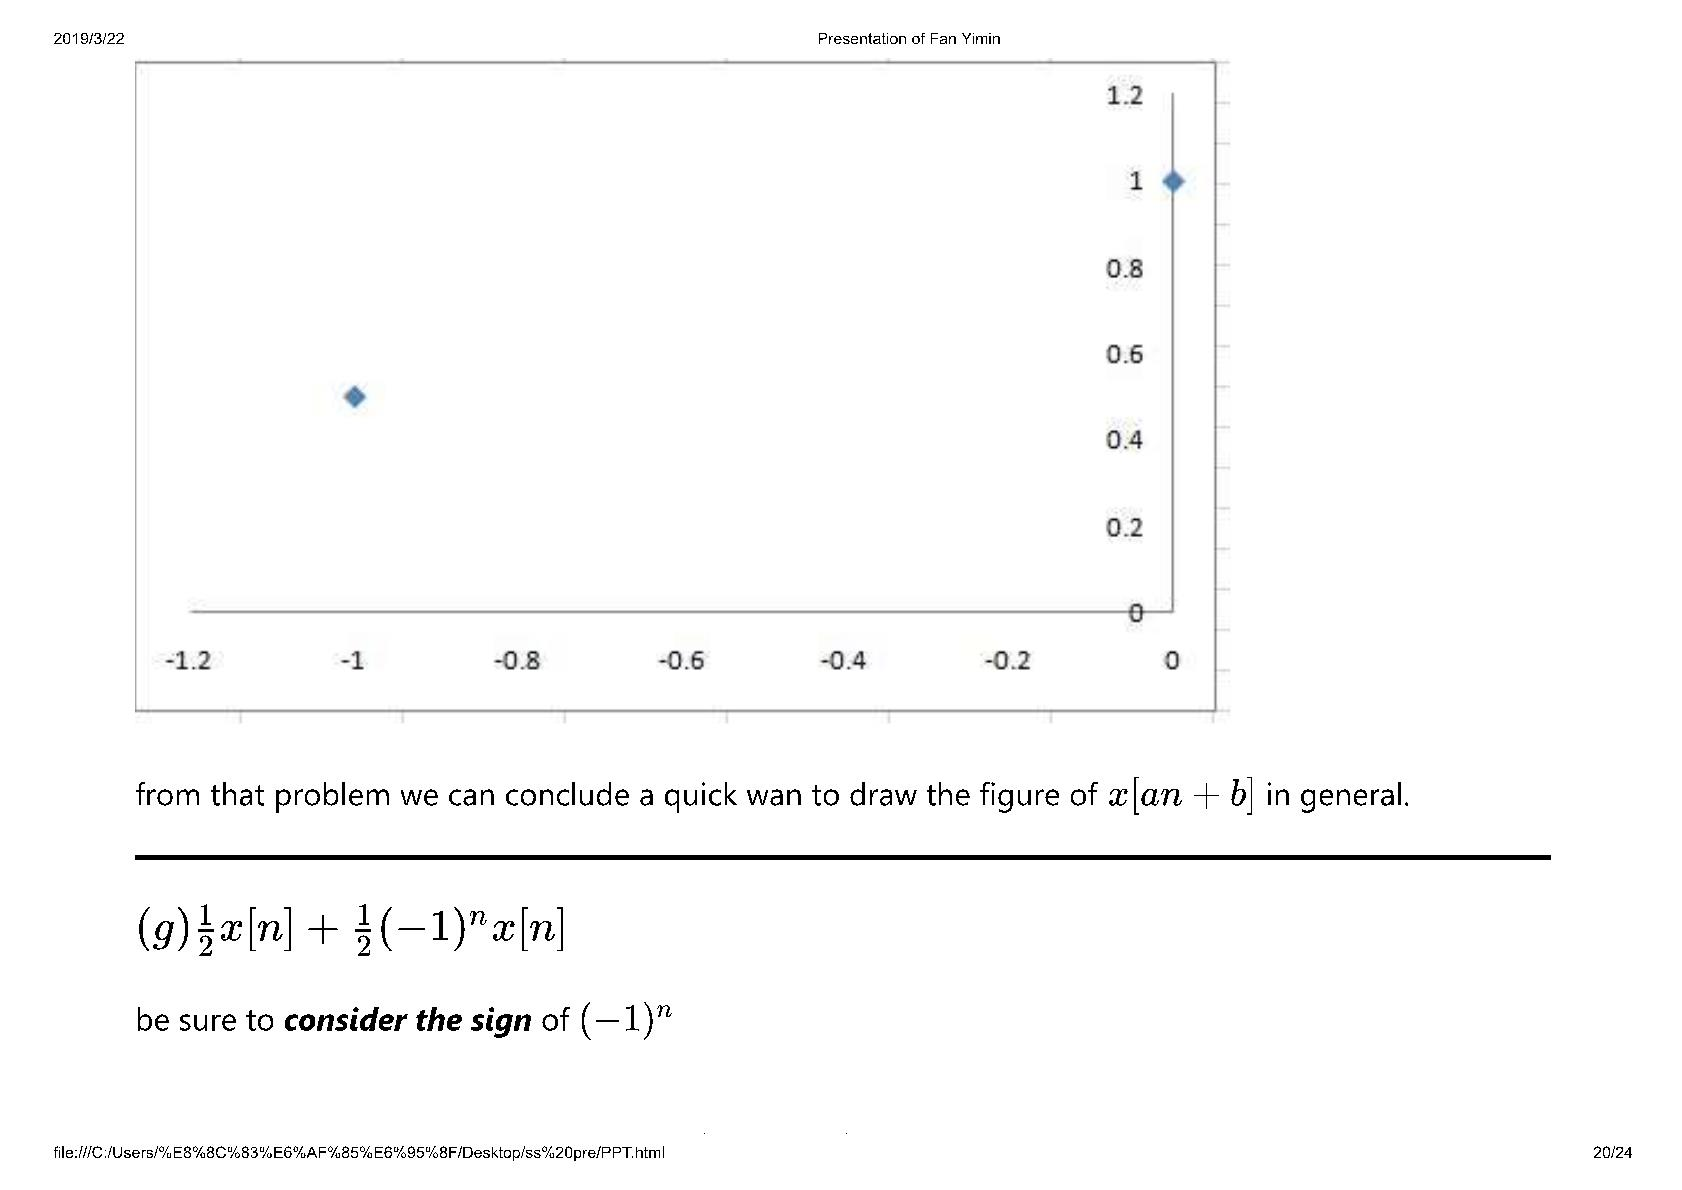 2019/3/22 Presentation of Fan Yimin
1.2
1
0.8
0.6
0.4
0.2
0
-1.2 -1 -0.8 -0.6 -0.4 -0.2 0
from that problem we can conclude a quick wan to draw the figure of x[an + b] in general.
(g)½x[n] + ½(−1)ⁿx[n]
be sure to consider the sign of (−1)ⁿ
file:///C:/Users/%E8%8C%83%E6%AF%85%E6%95%8F/Desktop/ss%20pre/PPT.html 20/24